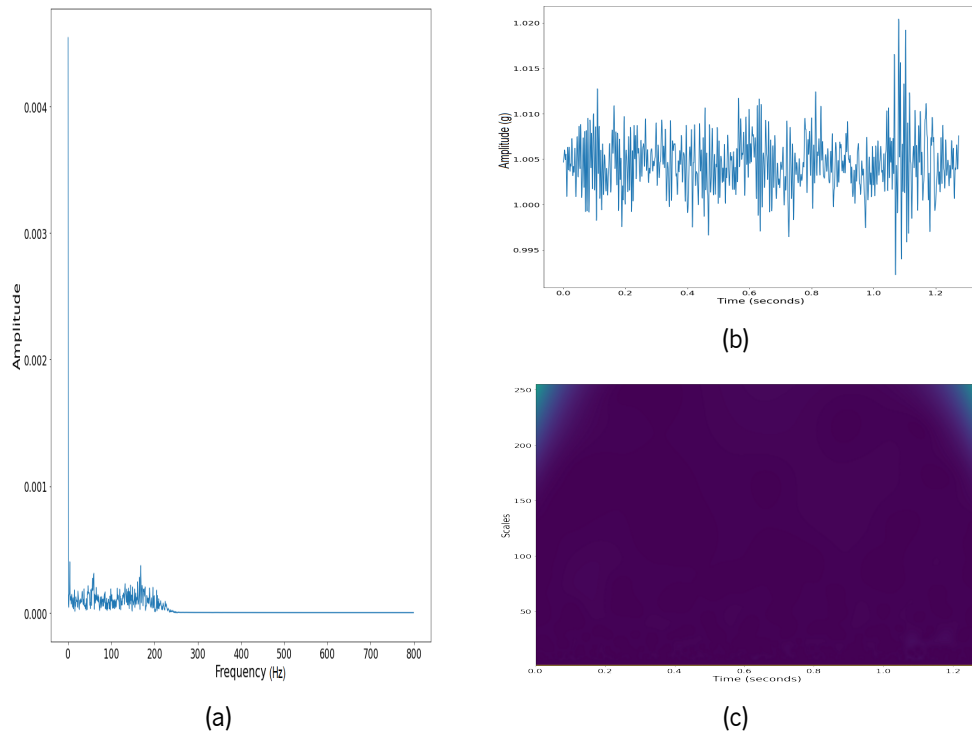 0.004
0.003
0.002
0.001
0.000
Amplitude
0 100 200 300 400 500 600 700 800
Frequency (Hz)
(a)
1.020
1.015
1.010
1.005
1.000
0.995
Amplitude (g)
0.0 0.2 0.4 0.6 0.8 1.0 1.2
Time (seconds)
(b)
250
200
150
100
50
Scales
0.0 0.2 0.4 0.6 0.8 1.0 1.2
Time (seconds)
(c)